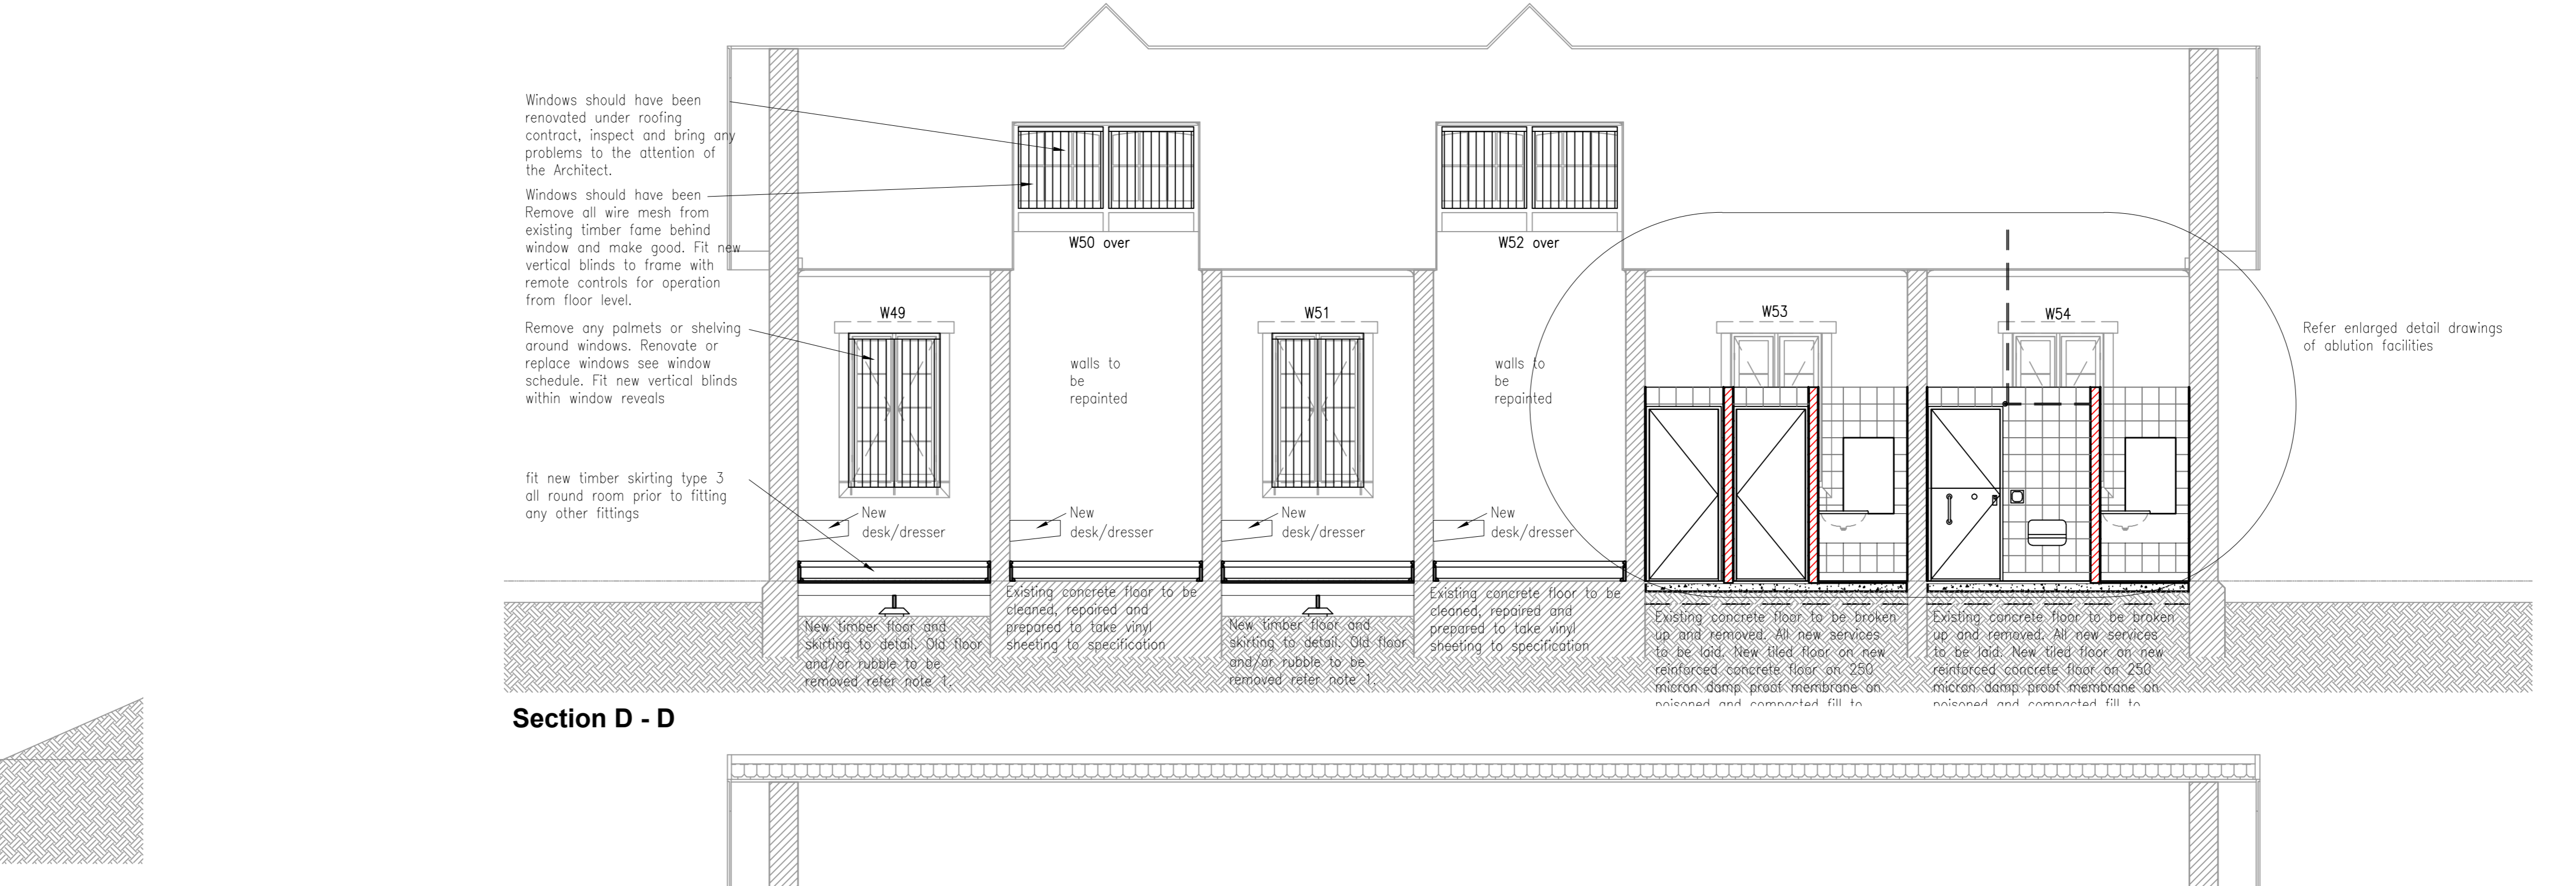 Windows should have been
renovated under roofing
contract, inspect and bring any
problems to the attention of
the Architect.
Windows should have been
Remove all wire mesh from
existing timber fame behind
window and make good. Fit new
vertical blinds to frame with
remote controls for operation
from floor level.
Remove any palmets or shelving
around windows. Renovate or
replace windows see window
schedule. Fit new vertical blinds
within window reveals
fit new timber skirting type 3
all round room prior to fitting
any other fittings
W50 over
W52 over
W49
W51
W53
W54
walls to
be
repainted
walls to
be
repainted
Refer enlarged detail drawings
of ablution facilities
New
desk/dresser
New
desk/dresser
New
desk/dresser
New
desk/dresser
New timber floor and
skirting to detail. Old floor
and/or rubble to be
removed refer note 1.
Existing concrete floor to be
cleaned, repaired and
prepared to take vinyl
sheeting to specification
New timber floor and
skirting to detail. Old floor
and/or rubble to be
removed refer note 1.
Existing concrete floor to be
cleaned, repaired and
prepared to take vinyl
sheeting to specification
Existing concrete floor to be broken
up and removed. All new services
to be laid. New tiled floor on new
reinforced concrete floor on 250
micron damp proof membrane on
poisoned and compacted fill to
Existing concrete floor to be broken
up and removed. All new services
to be laid. New tiled floor on new
reinforced concrete floor on 250
micron damp proof membrane on
poisoned and compacted fill to
Section D - D